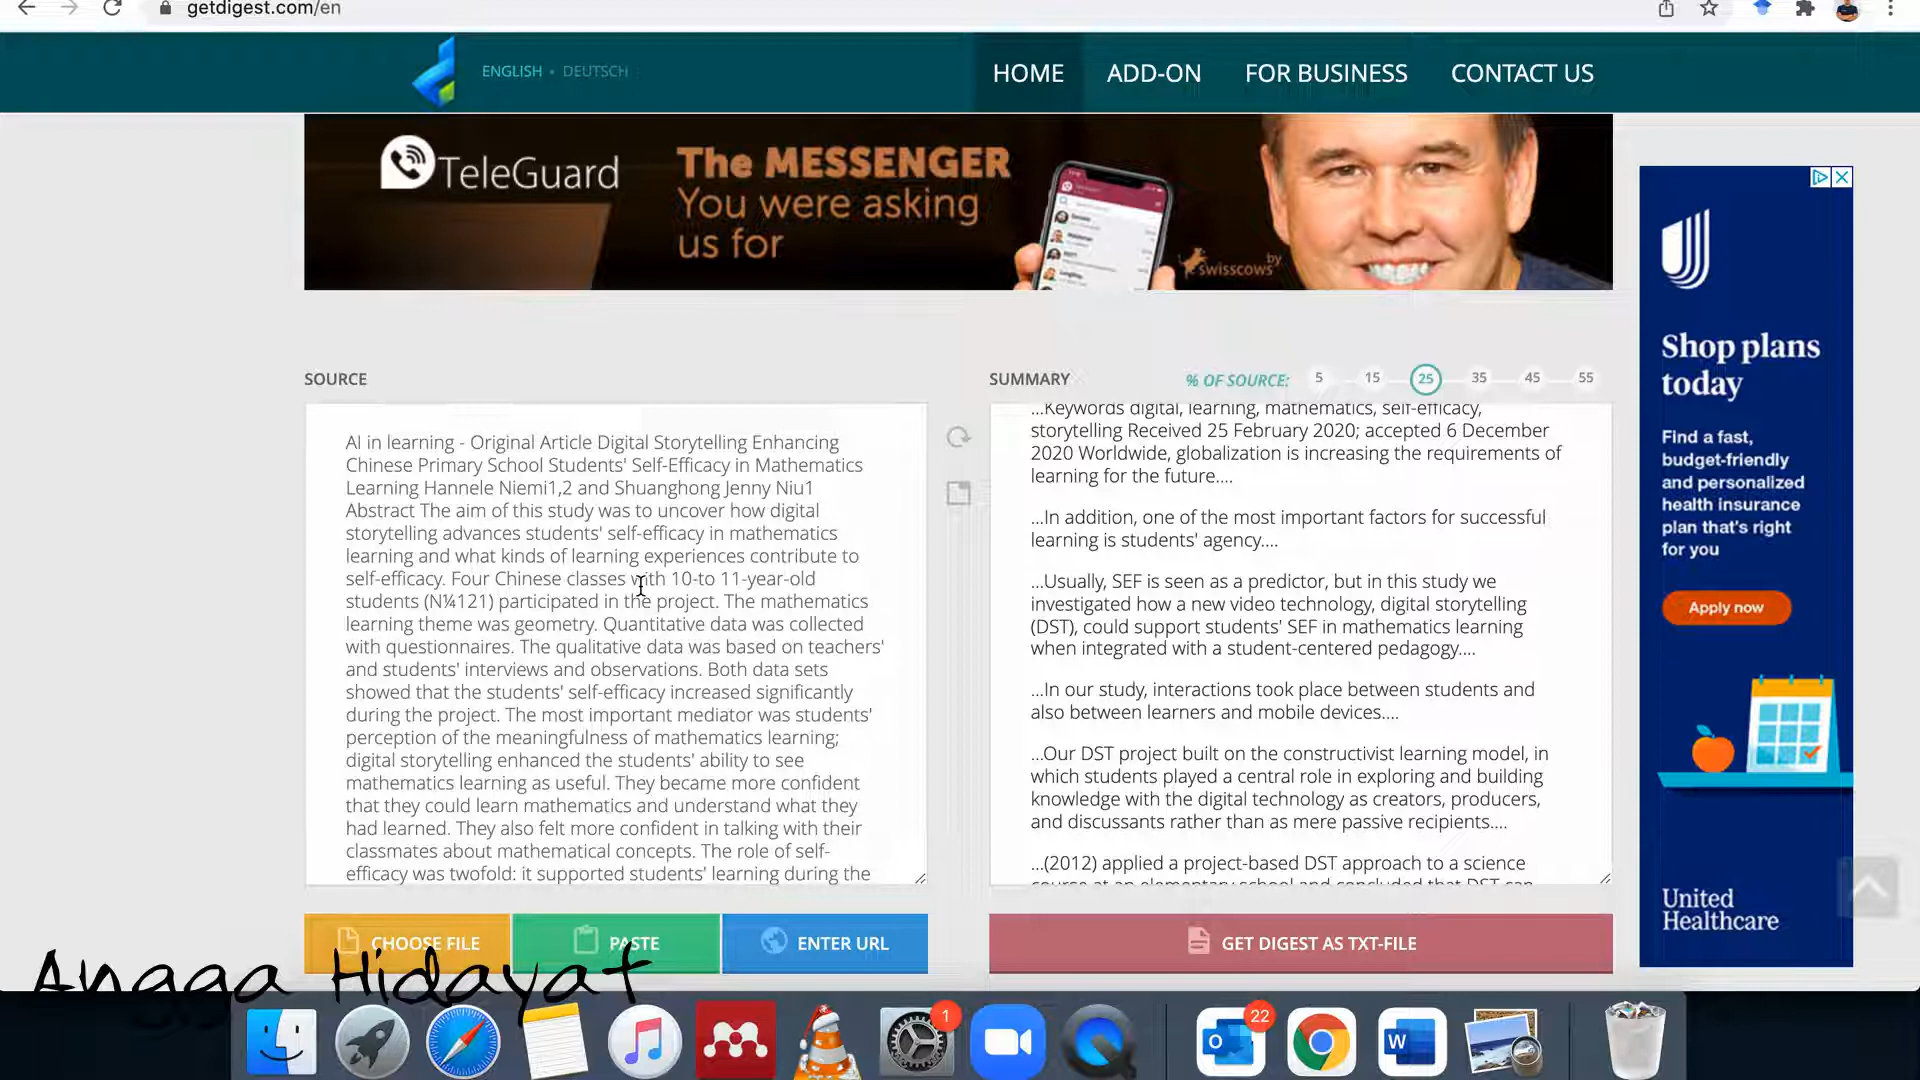 getdigest.com/en
ENGLISH • DEUTSCH
HOME
ADD-ON
FOR BUSINESS
CONTACT US
TeleGuard
The MESSENGER
You were asking
us for
by
swisscows
Shop plans
today
Find a fast,
budget-friendly
and personalized
health insurance
plan that's right
for you
Apply now
United
Healthcare
SOURCE
AI in learning - Original Article Digital Storytelling Enhancing
Chinese Primary School Students' Self-Efficacy in Mathematics
Learning Hannele Niemi1,2 and Shuanghong Jenny Niu1
Abstract The aim of this study was to uncover how digital
storytelling advances students' self-efficacy in mathematics
learning and what kinds of learning experiences contribute to
self-efficacy. Four Chinese classes with 10-to 11-year-old
students (N¼121) participated in the project. The mathematics
learning theme was geometry. Quantitative data was collected
with questionnaires. The qualitative data was based on teachers'
and students' interviews and observations. Both data sets
showed that the students' self-efficacy increased significantly
during the project. The most important mediator was students'
perception of the meaningfulness of mathematics learning;
digital storytelling enhanced the students' ability to see
mathematics learning as useful. They became more confident
that they could learn mathematics and understand what they
had learned. They also felt more confident in talking with their
classmates about mathematical concepts. The role of self-
efficacy was twofold: it supported students' learning during the
SUMMARY
% OF SOURCE: 5 15 25 35 45 55
...Keywords digital, learning, mathematics, self-efficacy,
storytelling Received 25 February 2020; accepted 6 December
2020 Worldwide, globalization is increasing the requirements of
learning for the future....
...In addition, one of the most important factors for successful
learning is students' agency....
...Usually, SEF is seen as a predictor, but in this study we
investigated how a new video technology, digital storytelling
(DST), could support students' SEF in mathematics learning
when integrated with a student-centered pedagogy....
...In our study, interactions took place between students and
also between learners and mobile devices....
...Our DST project built on the constructivist learning model, in
which students played a central role in exploring and building
knowledge with the digital technology as creators, producers,
and discussants rather than as mere passive recipients....
...(2012) applied a project-based DST approach to a science
course at an elementary school and concluded that DST can
CHOOSE FILE
PASTE
ENTER URL
GET DIGEST AS TXT-FILE
Angga Hidayat
1
22
W